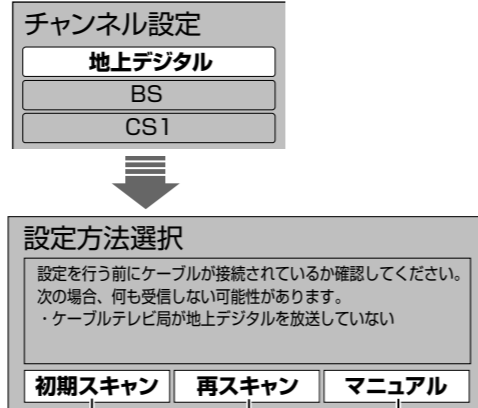 チャンネル設定
地上デジタル
BS
CS1
設定方法選択
設定を行う前にケーブルが接続されているか確認してください。
次の場合、何も受信しない可能性があります。
・ケーブルテレビ局が地上デジタルを放送していない
初期スキャン 再スキャン マニュアル